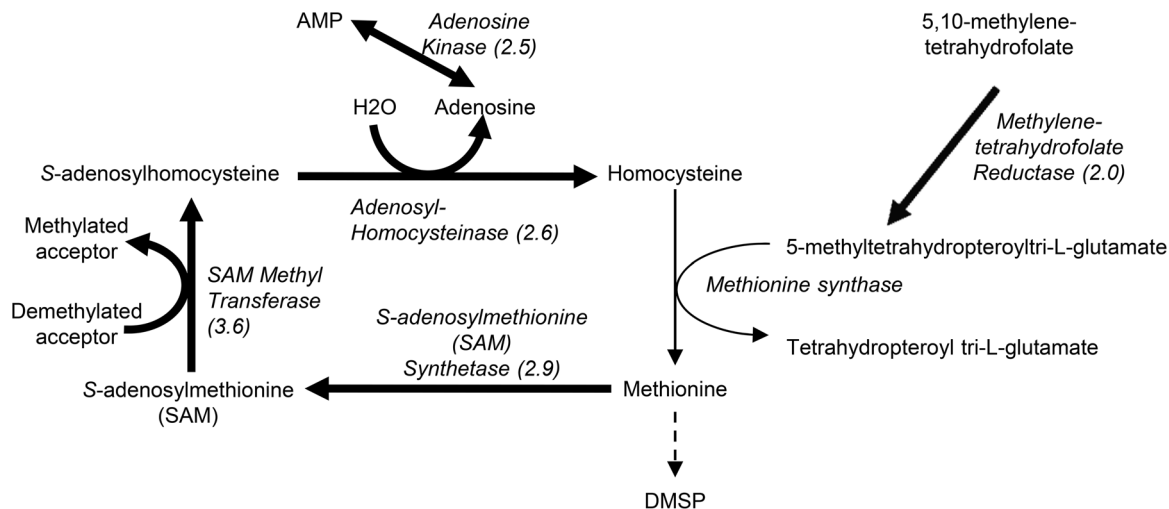 AMP
Adenosine
Kinase (2.5)
5,10-methylene-
tetrahydrofolate
H2O
Adenosine
Methylene-
tetrahydrofolate
Reductase (2.0)
S-adenosylhomocysteine
Homocysteine
Adenosyl-
Homocysteinase (2.6)
Methylated
acceptor
5-methyltetrahydropteroyltri-L-glutamate
SAM Methyl
Transferase
(3.6)
Methionine synthase
Demethylated
acceptor
S-adenosylmethionine
(SAM)
Synthetase (2.9)
Tetrahydropteroyl tri-L-glutamate
S-adenosylmethionine
(SAM)
Methionine
DMSP